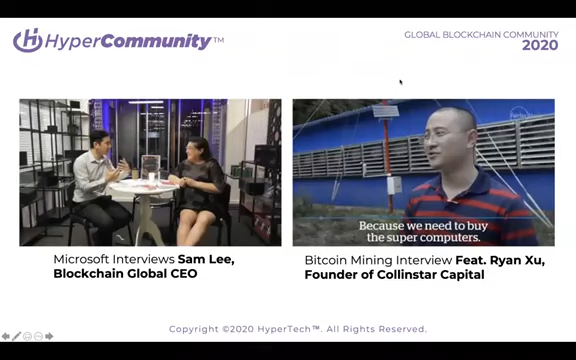 HyperCommunity™
GLOBAL BLOCKCHAIN COMMUNITY
2020
Because we need to buy
the super computers.
Microsoft Interviews Sam Lee,
Blockchain Global CEO
Bitcoin Mining Interview Feat. Ryan Xu,
Founder of Collinstar Capital
Copyright ©2020 HyperTech™. All Rights Reserved.